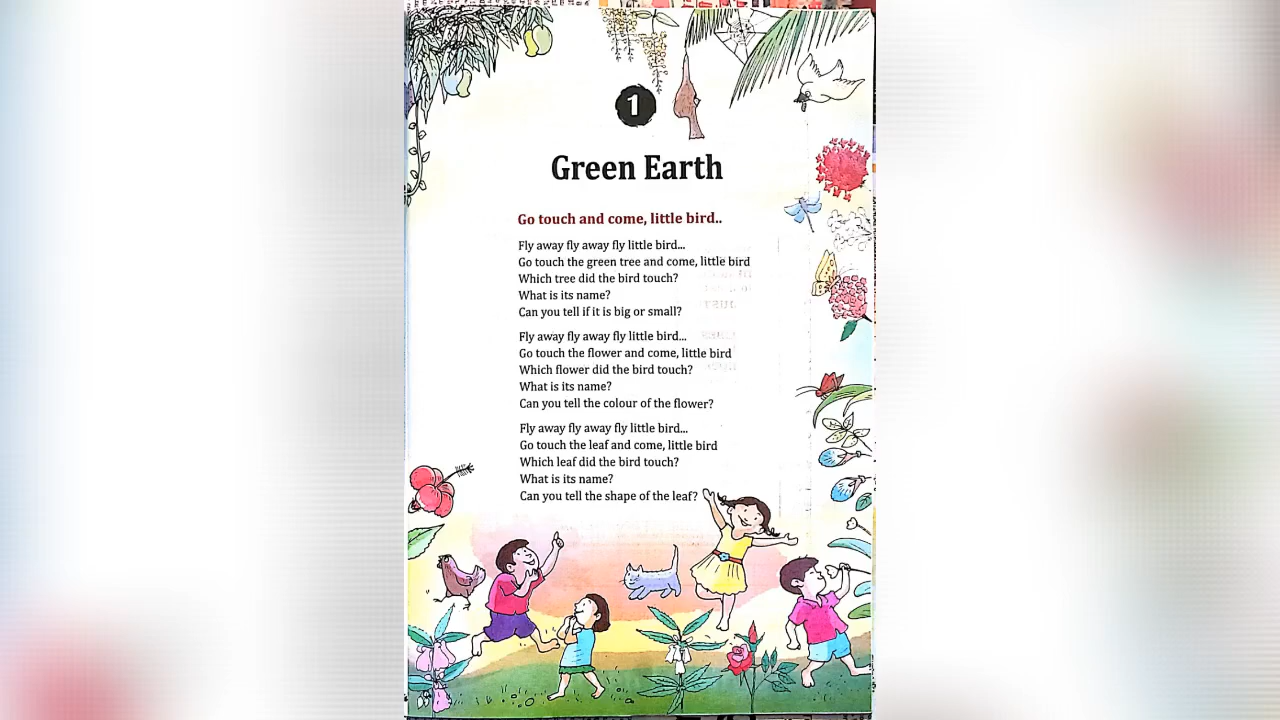 1
Green Earth
Go touch and come, little bird..
Fly away fly away fly little bird...
Go touch the green tree and come, little bird
Which tree did the bird touch?
What is its name?
Can you tell if it is big or small?
Fly away fly away fly little bird...
Go touch the flower and come, little bird
Which flower did the bird touch?
What is its name?
Can you tell the colour of the flower?
Fly away fly away fly little bird...
Go touch the leaf and come, little bird
Which leaf did the bird touch?
What is its name?
Can you tell the shape of the leaf?